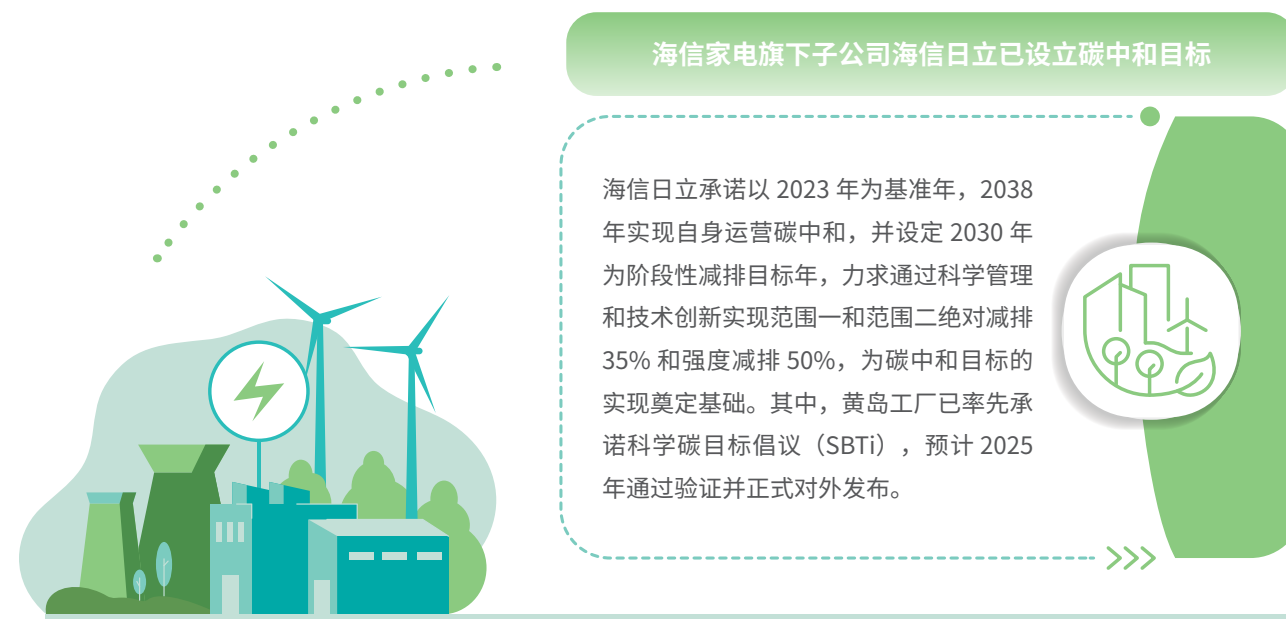 海信家电旗下子公司海信日立已设立碳中和目标
海信日立承诺以 2023 年为基准年，2038
年实现自身运营碳中和，并设定 2030 年
为阶段性减排目标年，力求通过科学管理
和技术创新实现范围一和范围二绝对减排
35% 和强度减排 50%，为碳中和目标的
实现奠定基础。其中，黄岛工厂已率先承
诺科学碳目标倡议（SBTi），预计 2025
年通过验证并正式对外发布。